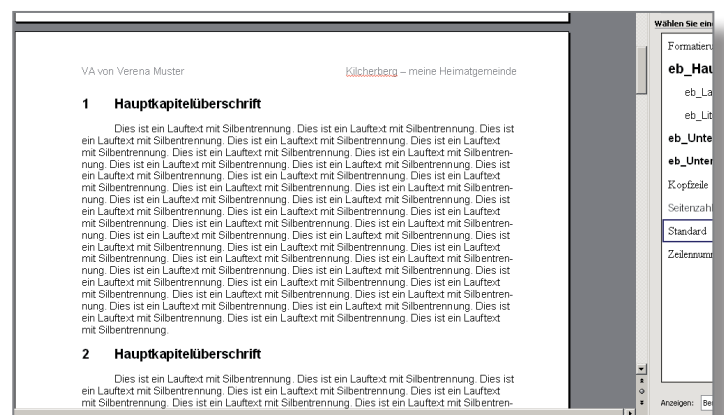 VA von Verena Muster
Kilcherberg – meine Heimatgemeinde
1 Hauptkapitelüberschrift
Dies ist ein Lauftext mit Silbentrennung. Dies ist ein Lauftext mit Silbentrennung. Dies ist
ein Lauftext mit Silbentrennung. Dies ist ein Lauftext mit Silbentrennung. Dies ist ein Lauftext
mit Silbentrennung. Dies ist ein Lauftext mit Silbentrennung. Dies ist ein Lauftext mit Silbentren-
nung. Dies ist ein Lauftext mit Silbentrennung. Dies ist ein Lauftext mit Silbentrennung. Dies ist
ein Lauftext mit Silbentrennung. Dies ist ein Lauftext mit Silbentrennung. Dies ist ein Lauftext
mit Silbentrennung. Dies ist ein Lauftext mit Silbentrennung. Dies ist ein Lauftext mit Silbentren-
nung. Dies ist ein Lauftext mit Silbentrennung. Dies ist ein Lauftext mit Silbentrennung. Dies ist
ein Lauftext mit Silbentrennung. Dies ist ein Lauftext mit Silbentrennung. Dies ist ein Lauftext
mit Silbentrennung. Dies ist ein Lauftext mit Silbentrennung. Dies ist ein Lauftext mit Silbentren-
nung. Dies ist ein Lauftext mit Silbentrennung. Dies ist ein Lauftext mit Silbentrennung. Dies ist
ein Lauftext mit Silbentrennung. Dies ist ein Lauftext mit Silbentrennung. Dies ist ein Lauftext
mit Silbentrennung. Dies ist ein Lauftext mit Silbentrennung. Dies ist ein Lauftext mit Silbentren-
nung. Dies ist ein Lauftext mit Silbentrennung. Dies ist ein Lauftext mit Silbentrennung. Dies ist
ein Lauftext mit Silbentrennung. Dies ist ein Lauftext mit Silbentrennung. Dies ist ein Lauftext
mit Silbentrennung. Dies ist ein Lauftext mit Silbentrennung. Dies ist ein Lauftext mit Silbentren-
nung. Dies ist ein Lauftext mit Silbentrennung. Dies ist ein Lauftext mit Silbentrennung. Dies ist
ein Lauftext mit Silbentrennung. Dies ist ein Lauftext mit Silbentrennung. Dies ist ein Lauftext
mit Silbentrennung.
2 Hauptkapitelüberschrift
Dies ist ein Lauftext mit Silbentrennung. Dies ist ein Lauftext mit Silbentrennung. Dies ist
ein Lauftext mit Silbentrennung. Dies ist ein Lauftext mit Silbentrennung. Dies ist ein Lauftext
mit Silbentrennung. Dies ist ein Lauftext mit Silbentrennung. Dies ist ein Lauftext mit Silbentren-
Wählen Sie ein
Formatieru
eb_Hau
eb_La
eb_Lit
eb_Unte
eb_Unter
Kopfzeile
Seitenzahl
Standard
Zeilennum
Anzeigen: Be